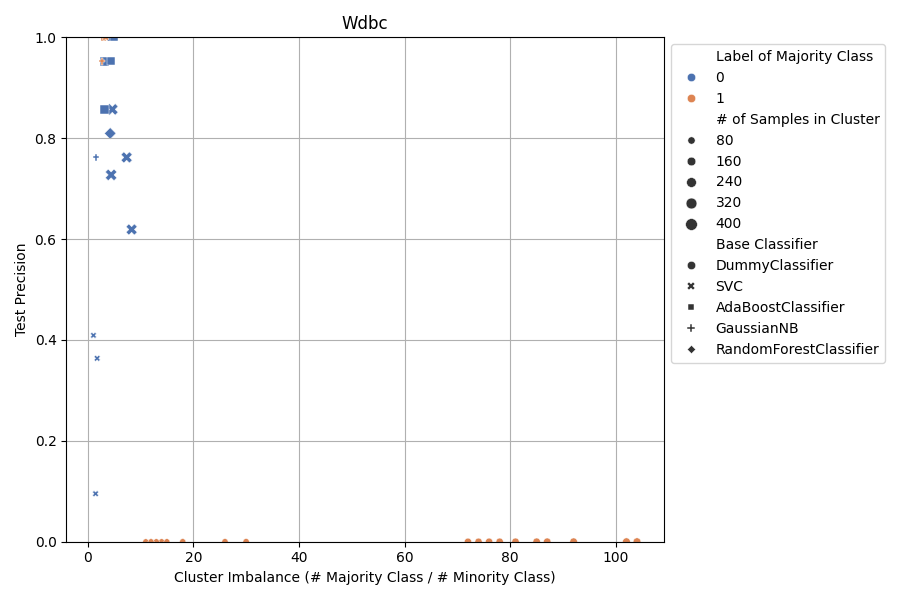 Wdbc
Test Precision
1.0
0.8
0.6
0.4
0.2
0.0
0
20
40
60
80
100
Cluster Imbalance (# Majority Class / # Minority Class)
Label of Majority Class
0
1
# of Samples in Cluster
80
160
240
320
400
Base Classifier
DummyClassifier
SVC
AdaBoostClassifier
GaussianNB
RandomForestClassifier